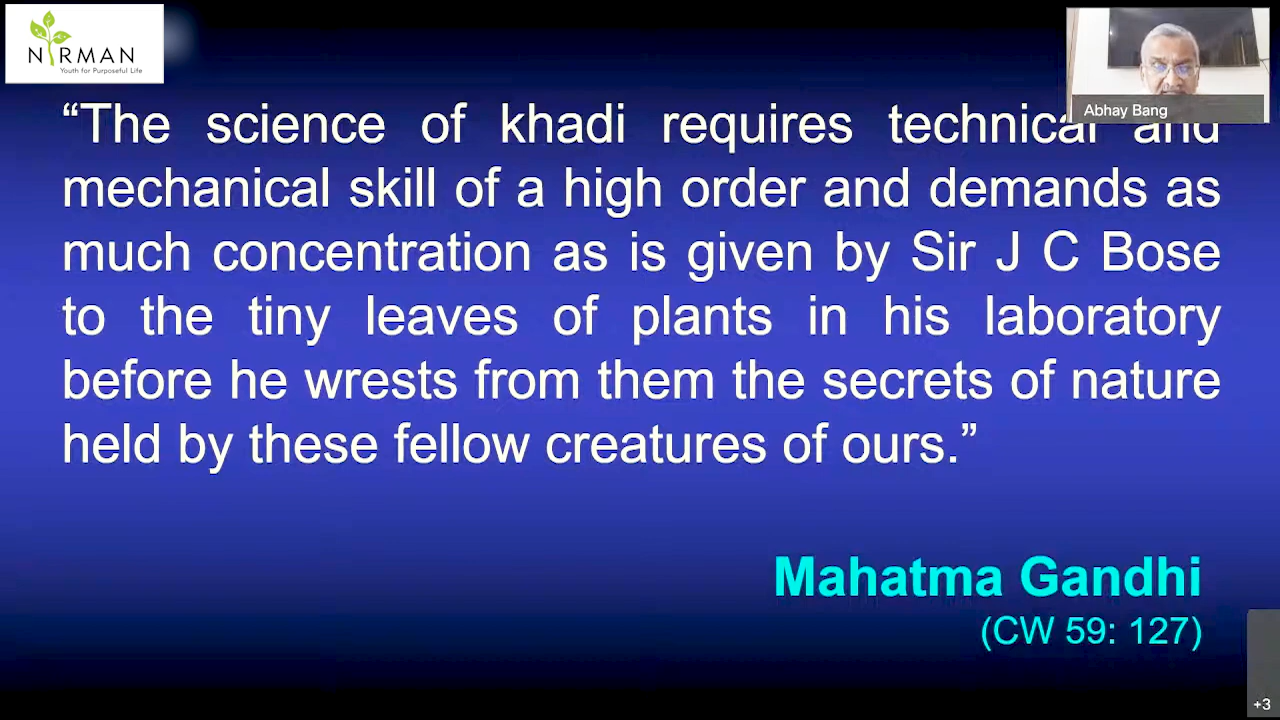 NIRMAN
Youth for Purposeful Life
Abhay Bang
“The science of khadi requires technical and
mechanical skill of a high order and demands as
much concentration as is given by Sir J C Bose
to the tiny leaves of plants in his laboratory
before he wrests from them the secrets of nature
held by these fellow creatures of ours.”
Mahatma Gandhi
(CW 59: 127)
+3